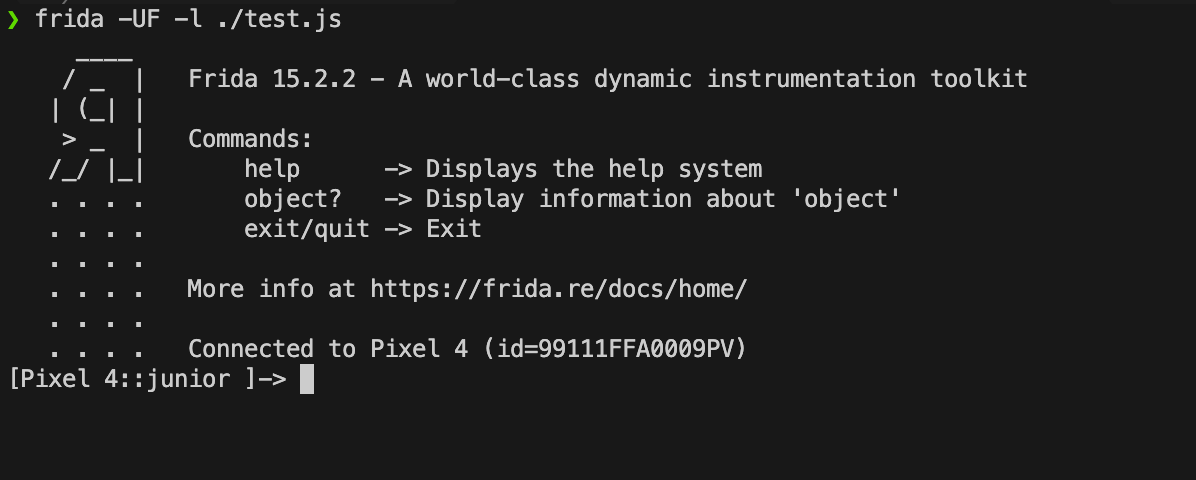 ❯ frida -UF -l ./test.js
     ____
    / _  |   Frida 15.2.2 - A world-class dynamic instrumentation toolkit
   | (_| |
    > _  |   Commands:
   /_/ |_|       help      -> Displays the help system
   . . . .       object?   -> Display information about 'object'
   . . . .       exit/quit -> Exit
   . . . .
   . . . .   More info at https://frida.re/docs/home/
   . . . .
   . . . .   Connected to Pixel 4 (id=99111FFA0009PV)
[Pixel 4::junior ]->